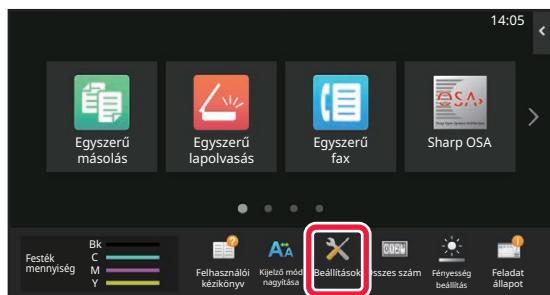 14:05
Egyszerű
másolás
Egyszerű
lapolvasás
Egyszerű
fax
Sharp OSA
Festék
mennyiség
Bk
C
M
Y
Felhasználói
kézikönyv
Kijelző mód
nagyítása
Beállítások
Összes szám
Fényesség
beállítás
Feladat
állapot